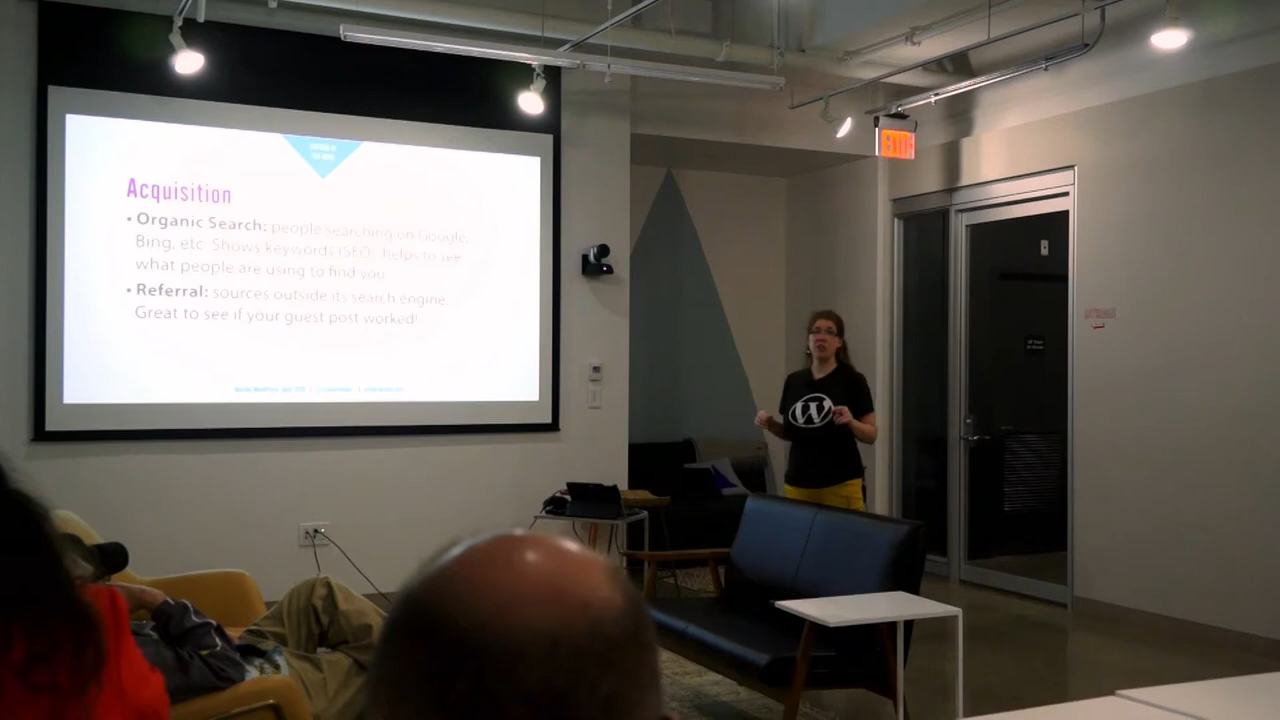 Acquisition
• Organic Search: people searching on Google,
Bing, etc. Shows keywords (SEO), helps to see
what people are using to find you.
• Referral: sources outside its search engine.
Great to see if your guest post worked!
W
EXIT